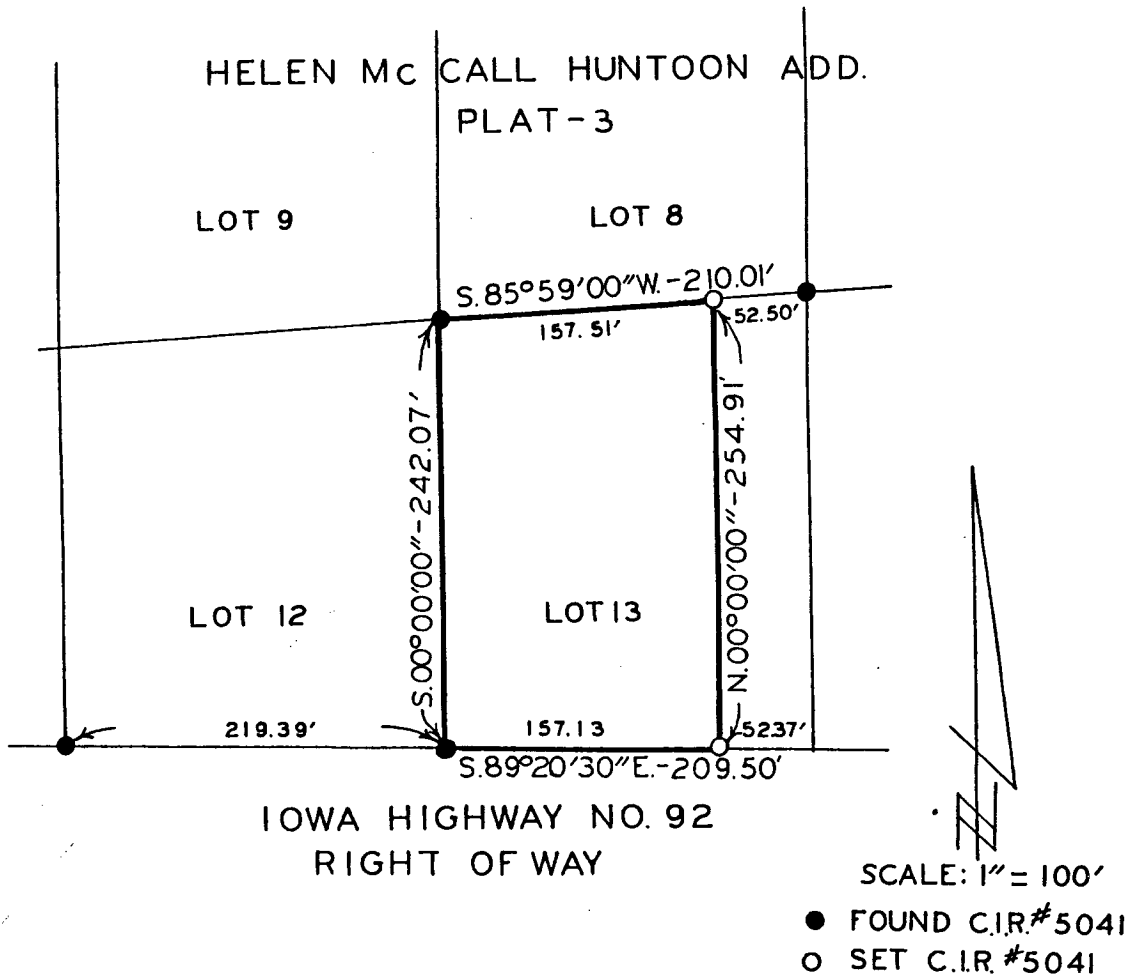 HELEN Mc CALL HUNTOON ADD.
PLAT-3
LOT 9
LOT 8
S.85°59'00"W.-210.01'
157.51'
52.50'
S.00°00'00"-242.07'
N.00°00'00"-254.91'
LOT 12
LOT 13
219.39'
157.13
52.37'
S.89°20'30"E.-209.50'
IOWA HIGHWAY NO. 92
RIGHT OF WAY
N
SCALE: 1" = 100'
● FOUND C.I.R.#5041
○ SET C.I.R. #5041